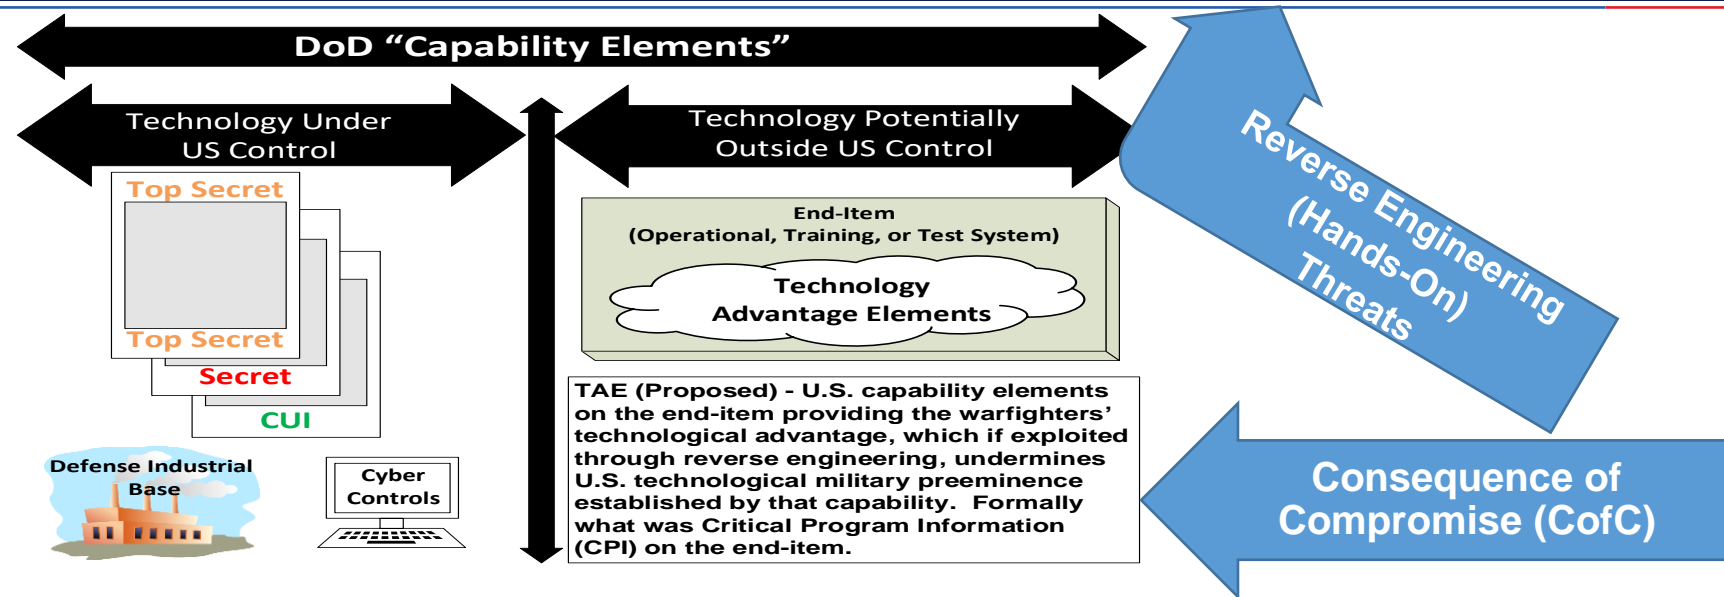 DoD “Capability Elements”
Technology Under
US Control
Technology Potentially
Outside US Control
Top Secret
Top Secret
Secret
CUI
Defense Industrial
Base
Cyber
Controls
End-Item
(Operational, Training, or Test System)
Technology
Advantage Elements
TAE (Proposed) - U.S. capability elements
on the end-item providing the warfighters’
technological advantage, which if exploited
through reverse engineering, undermines
U.S. technological military preeminence
established by that capability.  Formally
what was Critical Program Information
(CPI) on the end-item.
Reverse Engineering
(Hands-On)
Threats
Consequence of
Compromise (CofC)